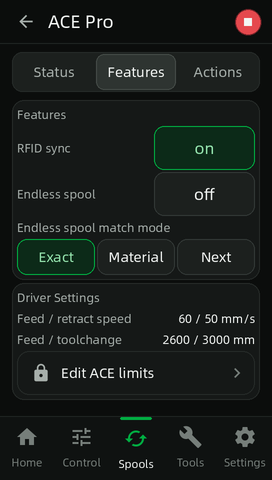 ACE Pro
Status Features Actions
Features
RFID sync on
Endless spool off
Endless spool match mode
Exact Material Next
Driver Settings
Feed / retract speed 60 / 50 mm/s
Feed / toolchange 2600 / 3000 mm
Edit ACE limits
Home Control Spools Tools Settings